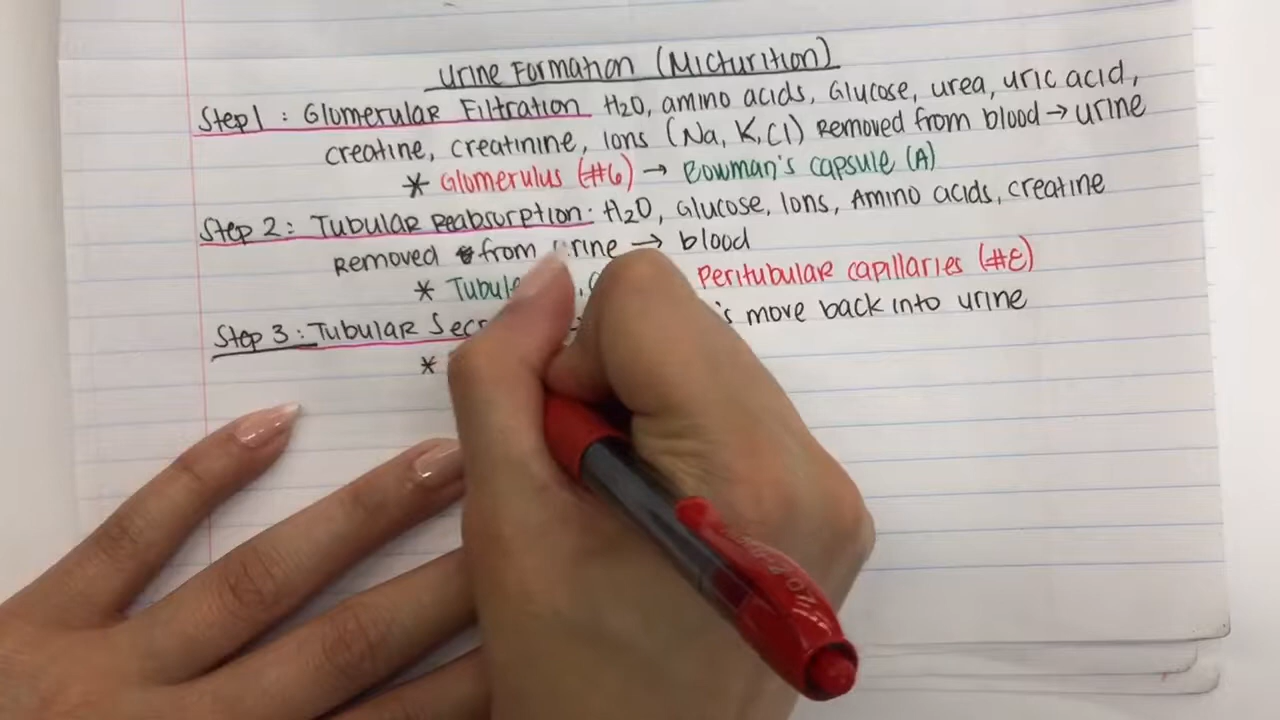 Urine Formation (Micturition)
Step 1 : Glomerular Filtration H2O, amino acids, Glucose, urea, uric acid,
creatine, creatinine, Ions (Na, K, Cl) Removed from blood → urine
* Glomerulus (#6) → Bowman's capsule (A)
Step 2 : Tubular Reabsorption: H2O, Glucose, Ions, Amino acids, creatine
Removed from urine → blood
* Peritubular capillaries (#8)
Step 3 : Tubular move back into urine
*